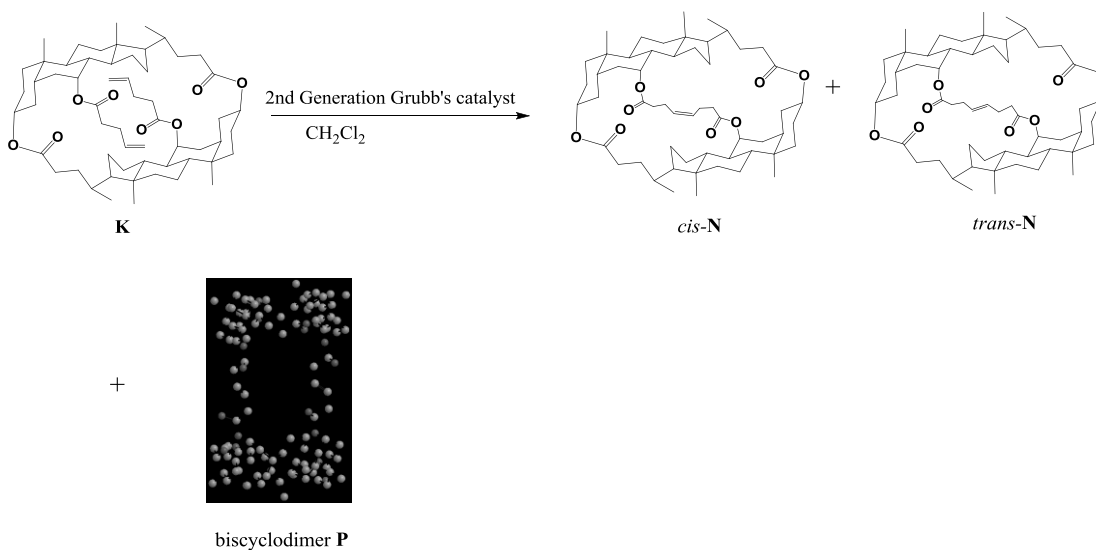 O
O
O
O
O
O
O
O
K
2nd Generation Grubb's catalyst
CH₂Cl₂
O
O
O
O
O
O
O
O
cis-N
+
O
O
O
O
O
O
O
trans-N
+
biscyclodimer P